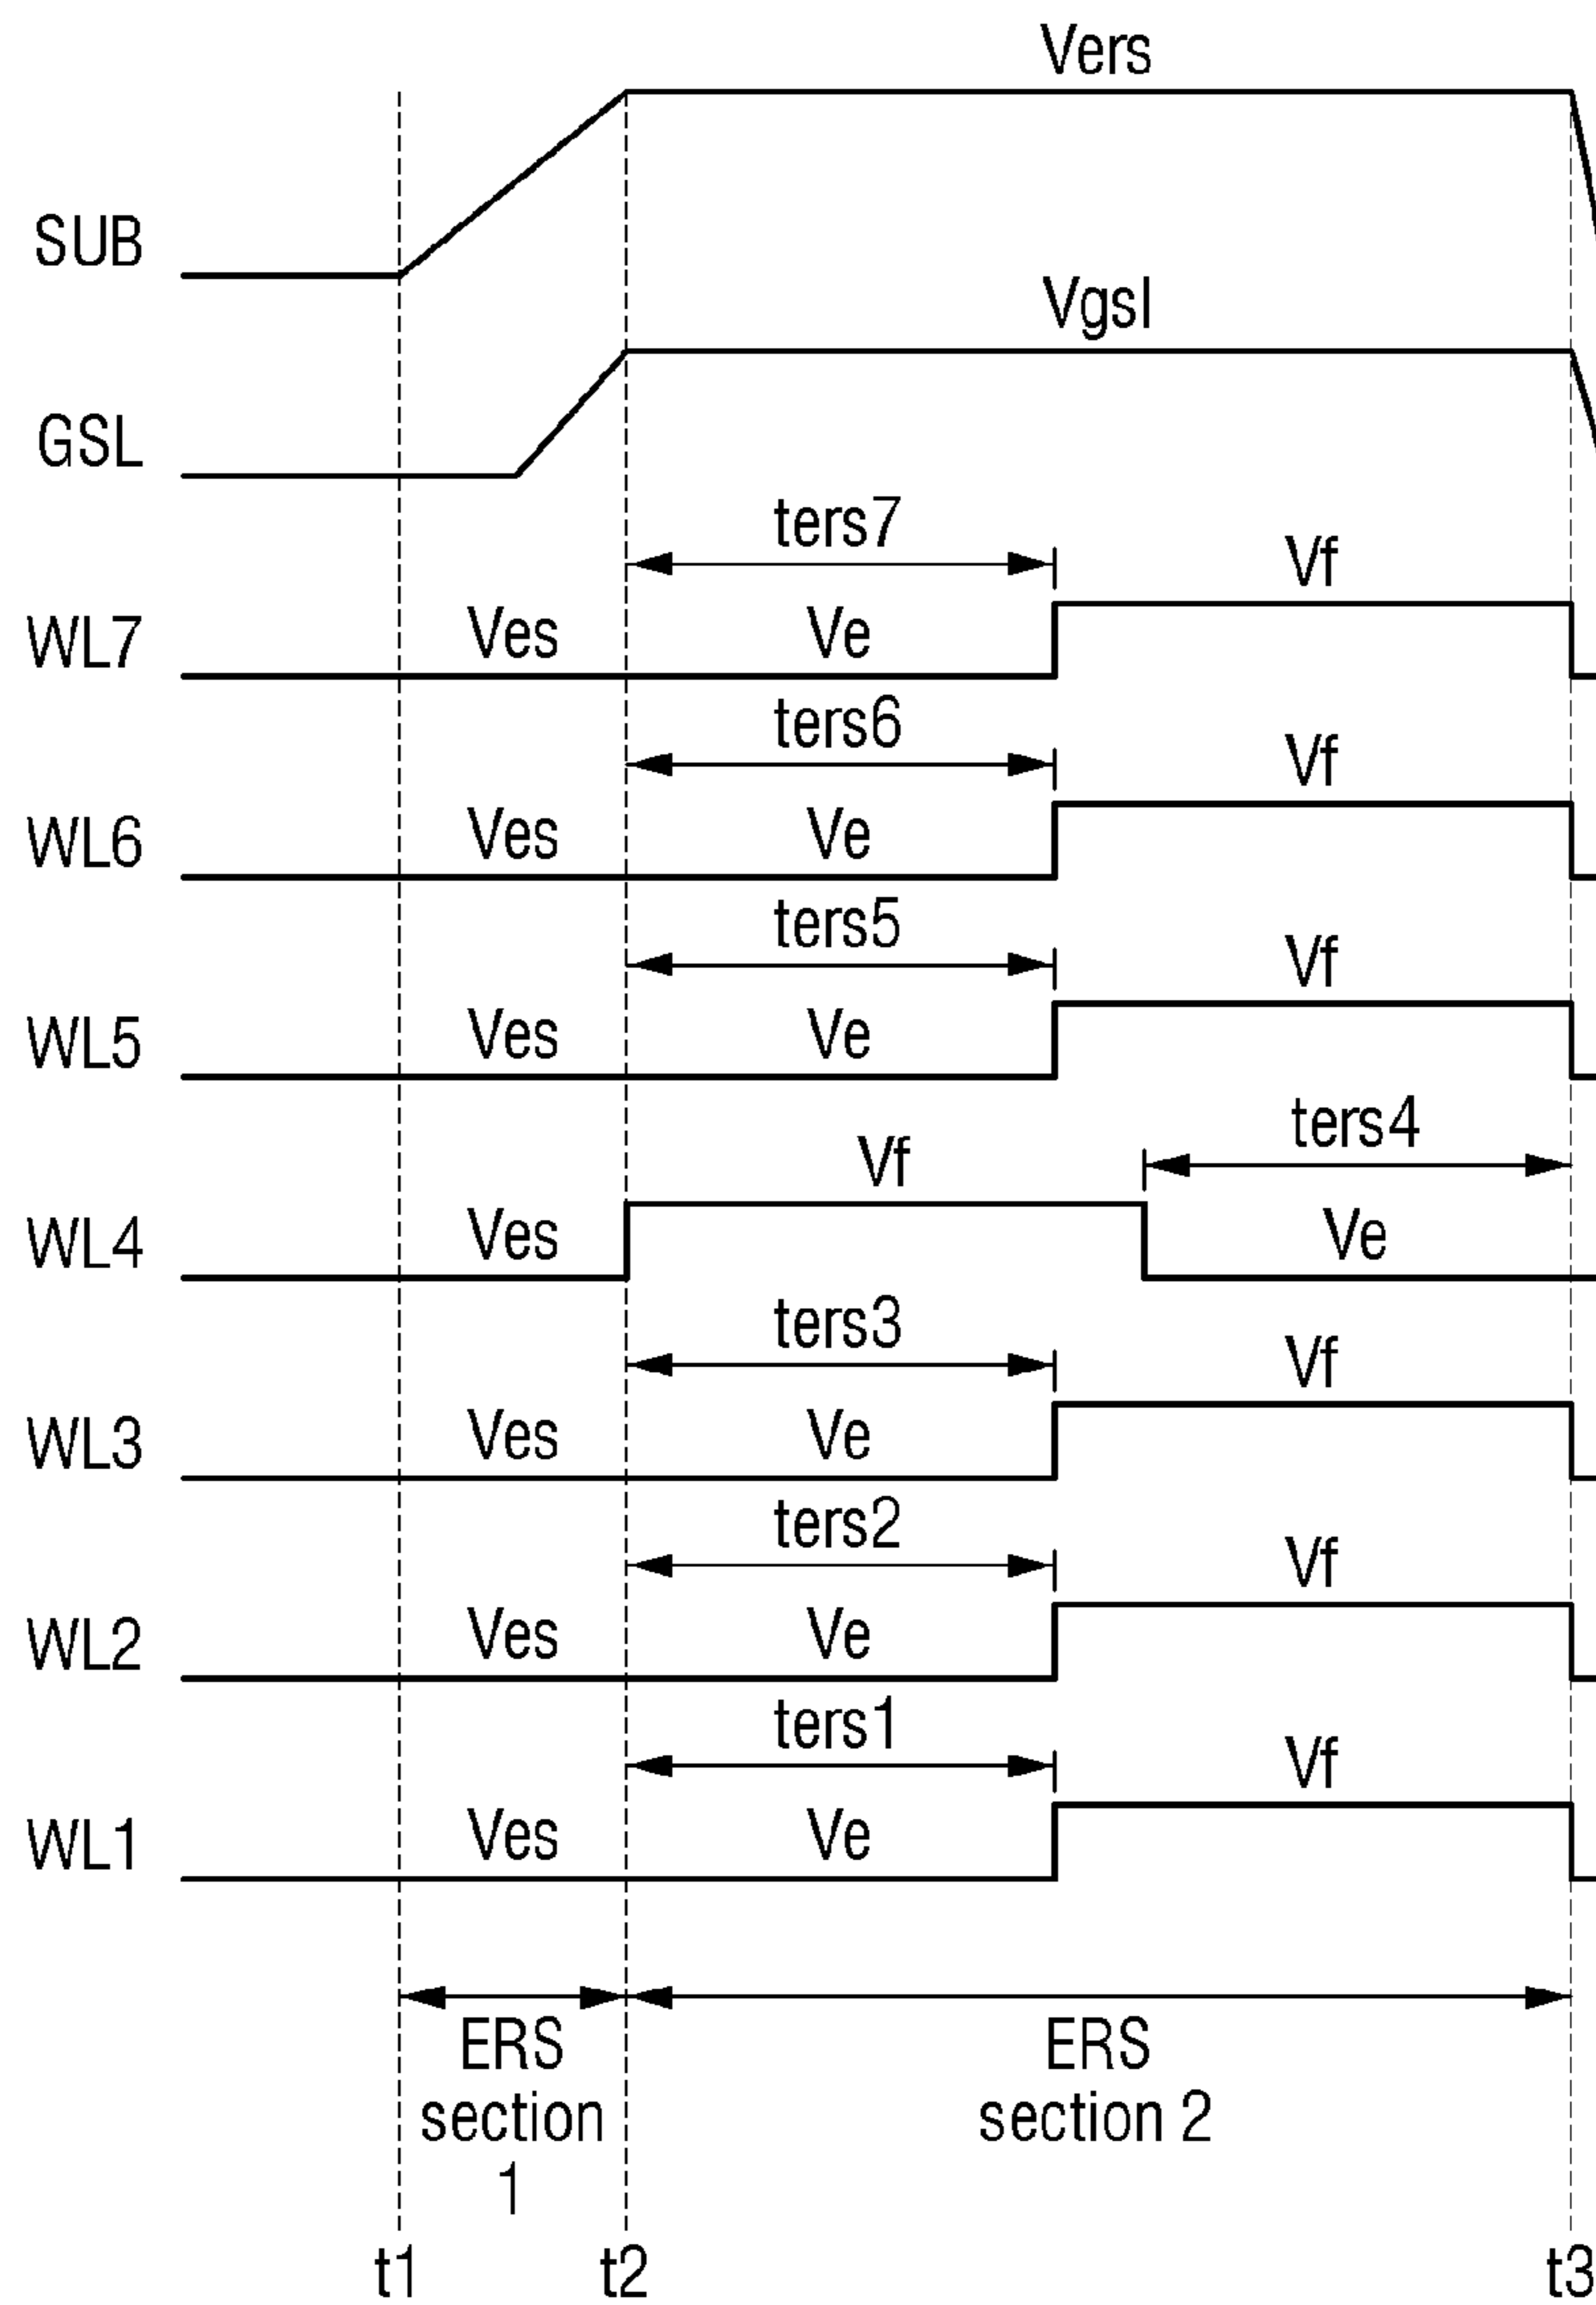 Vers
SUB
Vgsl
GSL
ters7
Vf
WL7 Ves Ve
ters6
Vf
WL6 Ves Ve
ters5
Vf
WL5 Ves Ve
ters4
Vf
WL4 Ves Ve
ters3
Vf
WL3 Ves Ve
ters2
Vf
WL2 Ves Ve
ters1
Vf
WL1 Ves Ve
ERS
section
1
ERS
section 2
t1 t2 t3